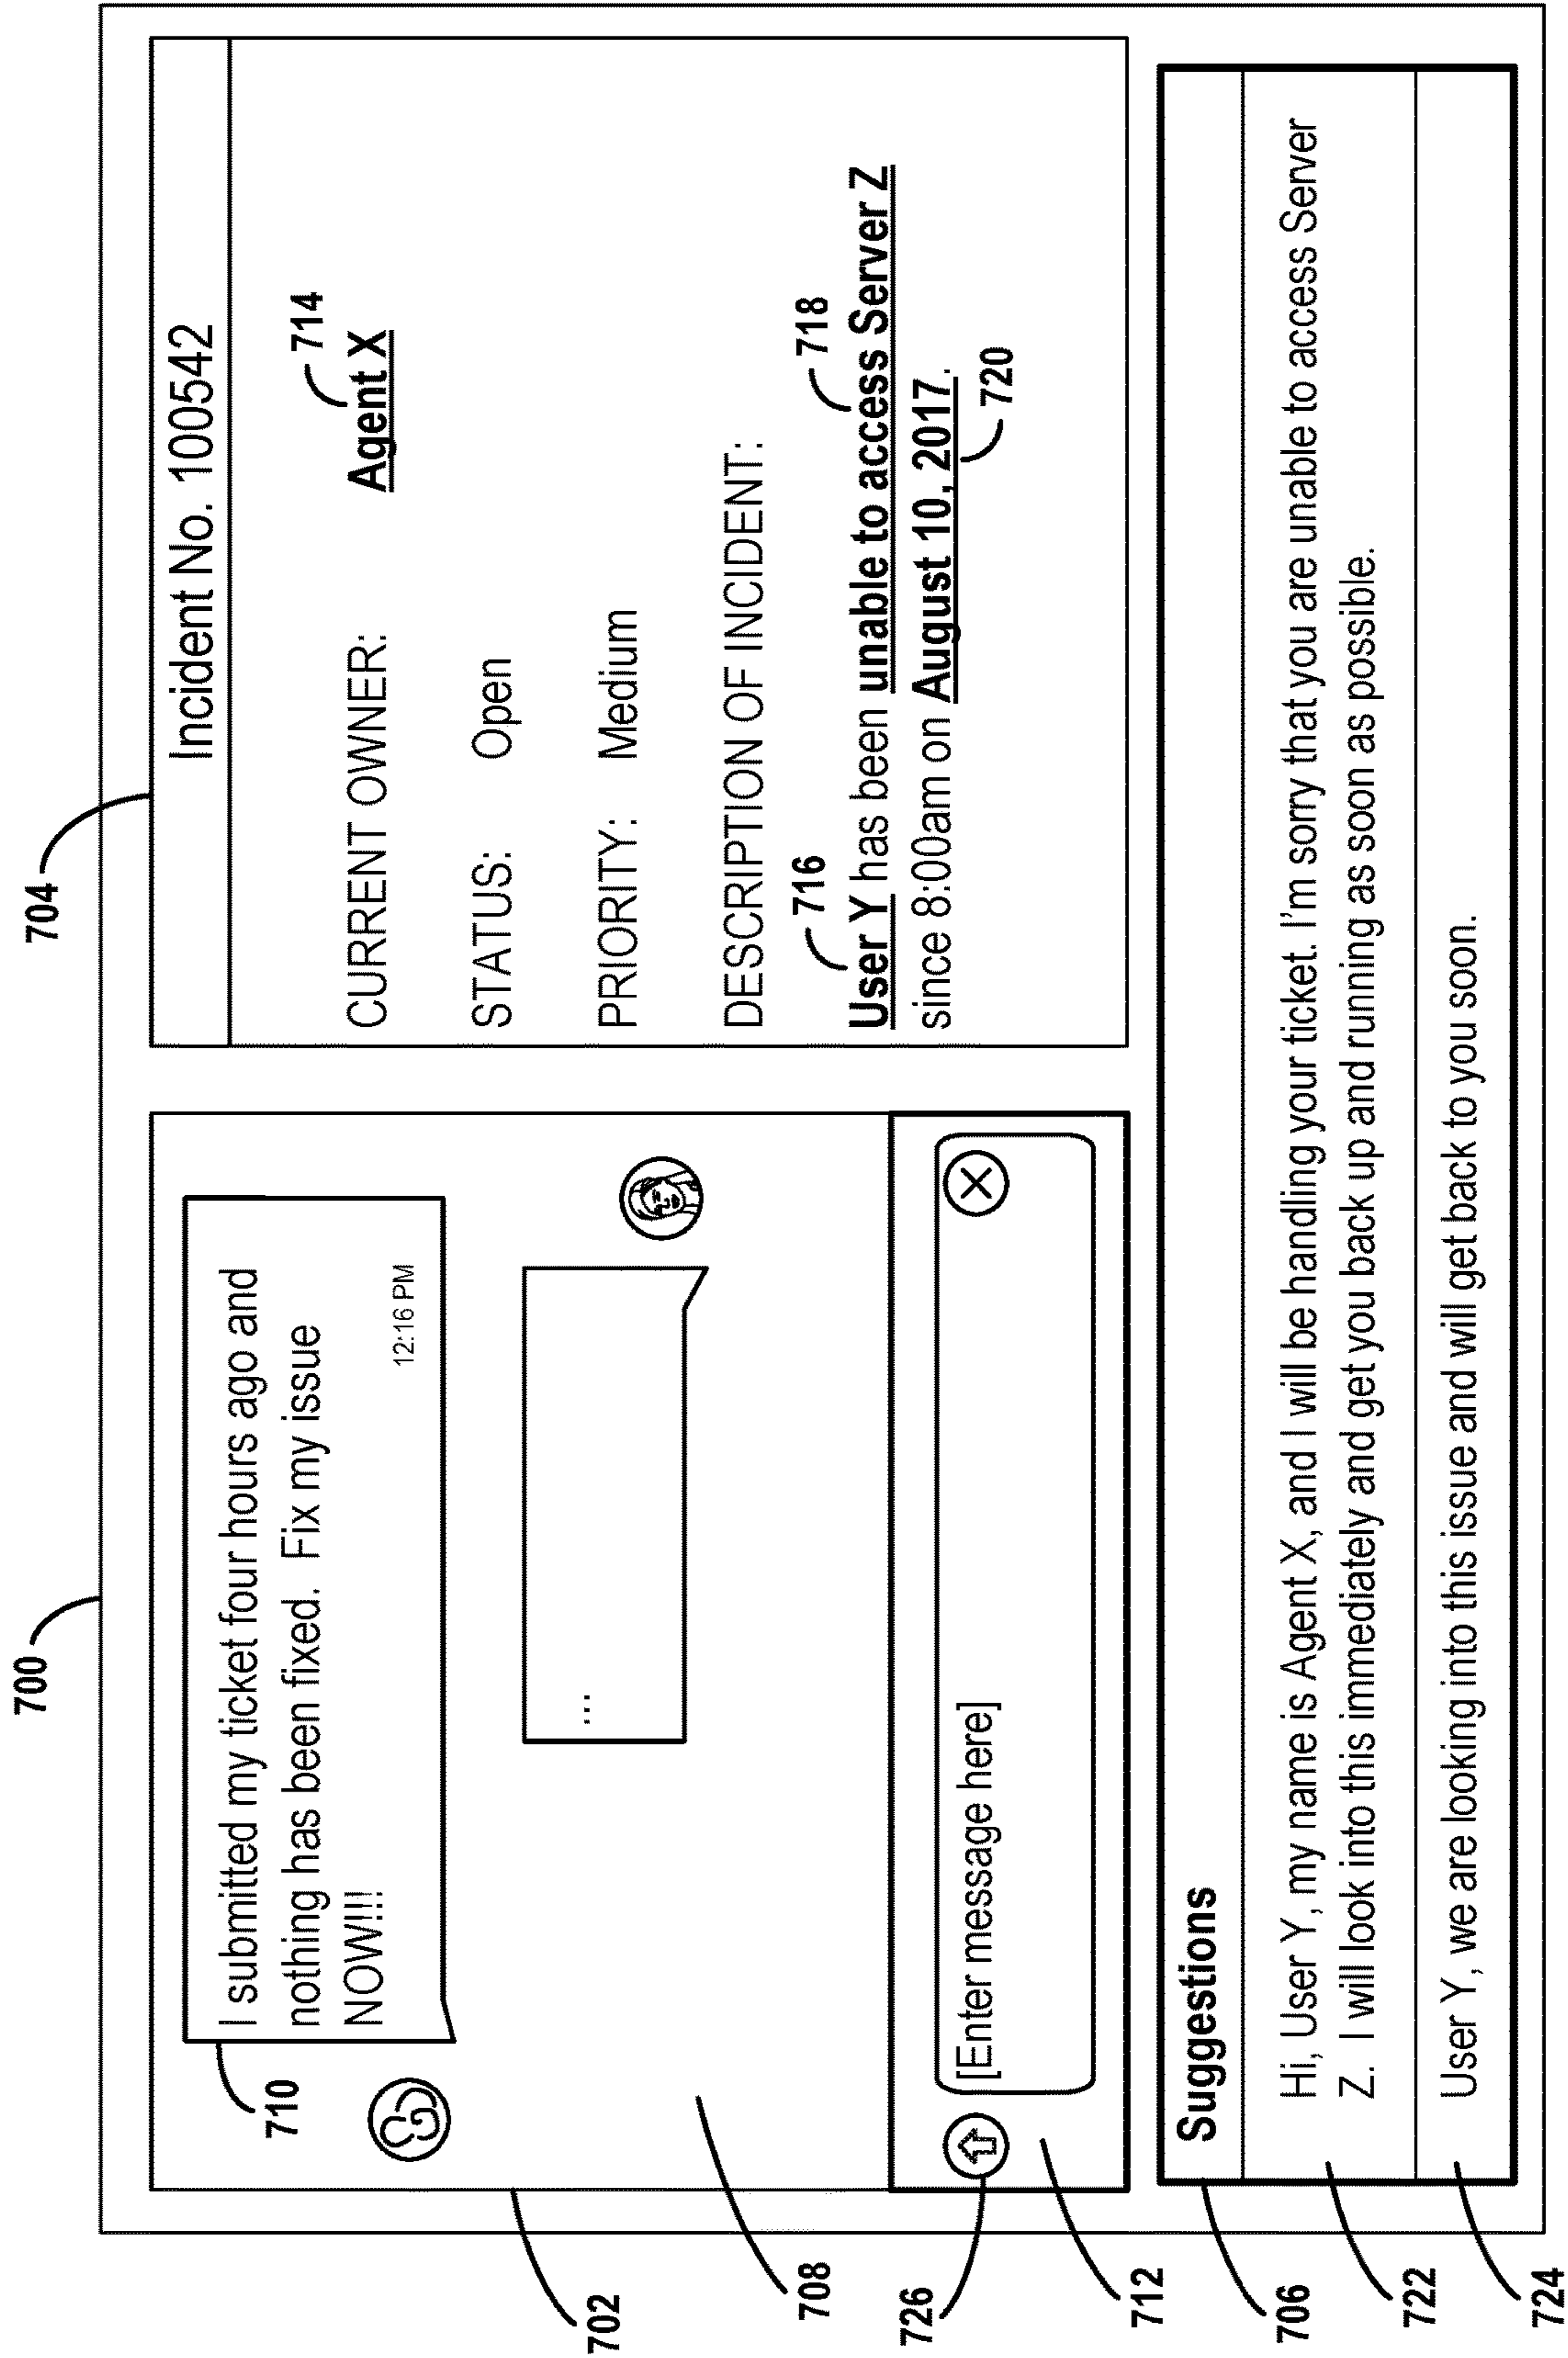 700
704
702
710
I submitted my ticket four hours ago and
nothing has been fixed.  Fix my issue
NOW!!!
12:16 PM
...
708
[Enter message here]
726
712
Incident No. 100542
CURRENT OWNER: Agent X
714
STATUS: Open
PRIORITY: Medium
DESCRIPTION OF INCIDENT:
716
718
User Y has been unable to access Server Z
since 8:00am on August 10, 2017.
720
706
Suggestions
722
Hi, User Y, my name is Agent X, and I will be handling your ticket. I'm sorry that you are unable to access Server
Z.  I will look into this immediately and get you back up and running as soon as possible.
724
User Y, we are looking into this issue and will get back to you soon.